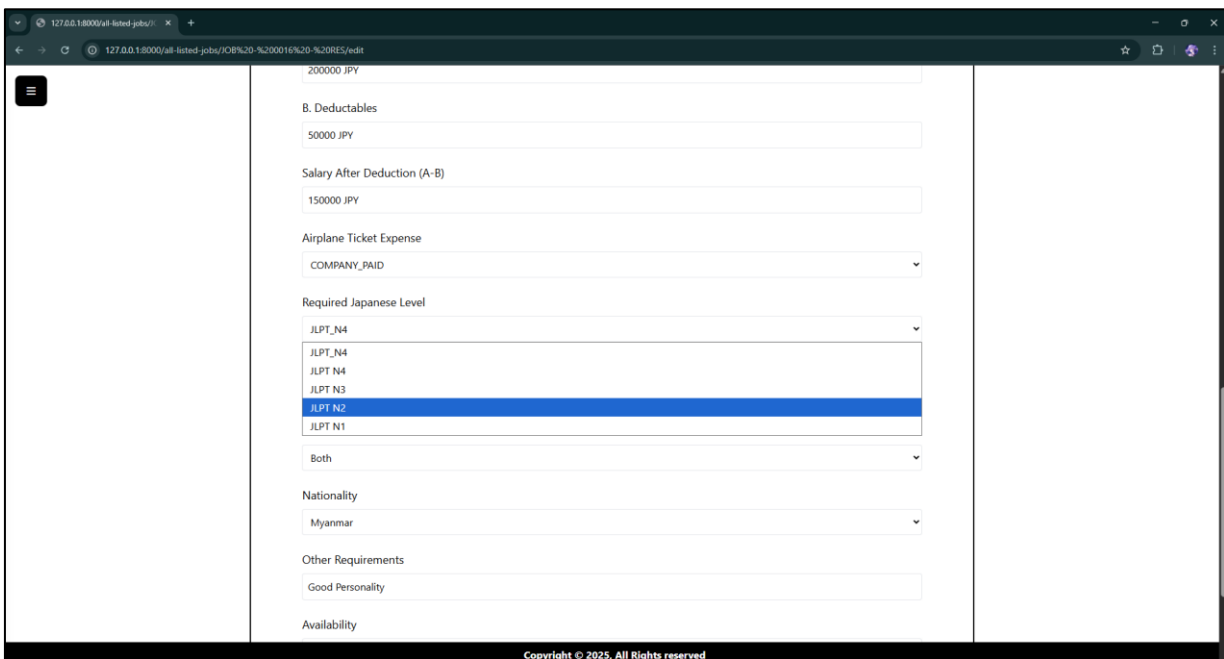 127.0.0.1:8000/all-listed-jobs/JO
127.0.0.1:8000/all-listed-jobs/JOB%20-%200016%20-%20RES/edit
200000 JPY
B. Deductables
50000 JPY
Salary After Deduction (A-B)
150000 JPY
Airplane Ticket Expense
COMPANY_PAID
Required Japanese Level
JLPT_N4
JLPT_N4
JLPT N4
JLPT N3
JLPT N2
JLPT N1
Both
Nationality
Myanmar
Other Requirements
Good Personality
Availability
Copyright © 2025, All Rights reserved